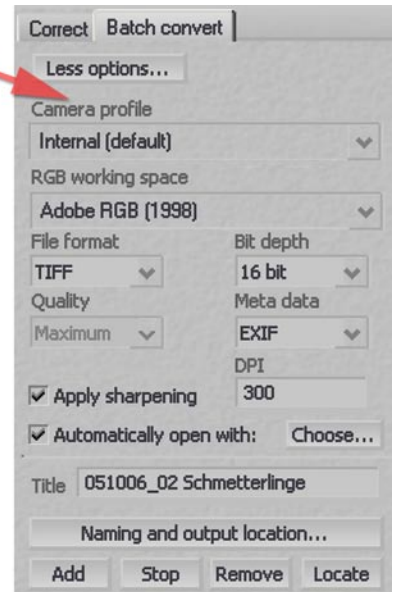 Correct Batch convert
Less options...
Camera profile
Internal (default)
RGB working space
Adobe RGB (1998)
File format Bit depth
TIFF 16 bit
Quality Meta data
Maximum EXIF
DPI
Apply sharpening 300
Automatically open with: Choose...
Title 051006_02 Schmetterlinge
Naming and output location...
Add Stop Remove Locate